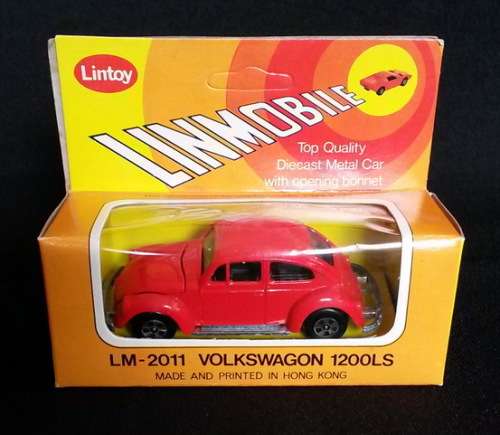 Lintoy
LINMOBILE
Top Quality
Diecast Metal Car
with opening bonnet
LM-2011 VOLKSWAGON 1200LS
MADE AND PRINTED IN HONG KONG